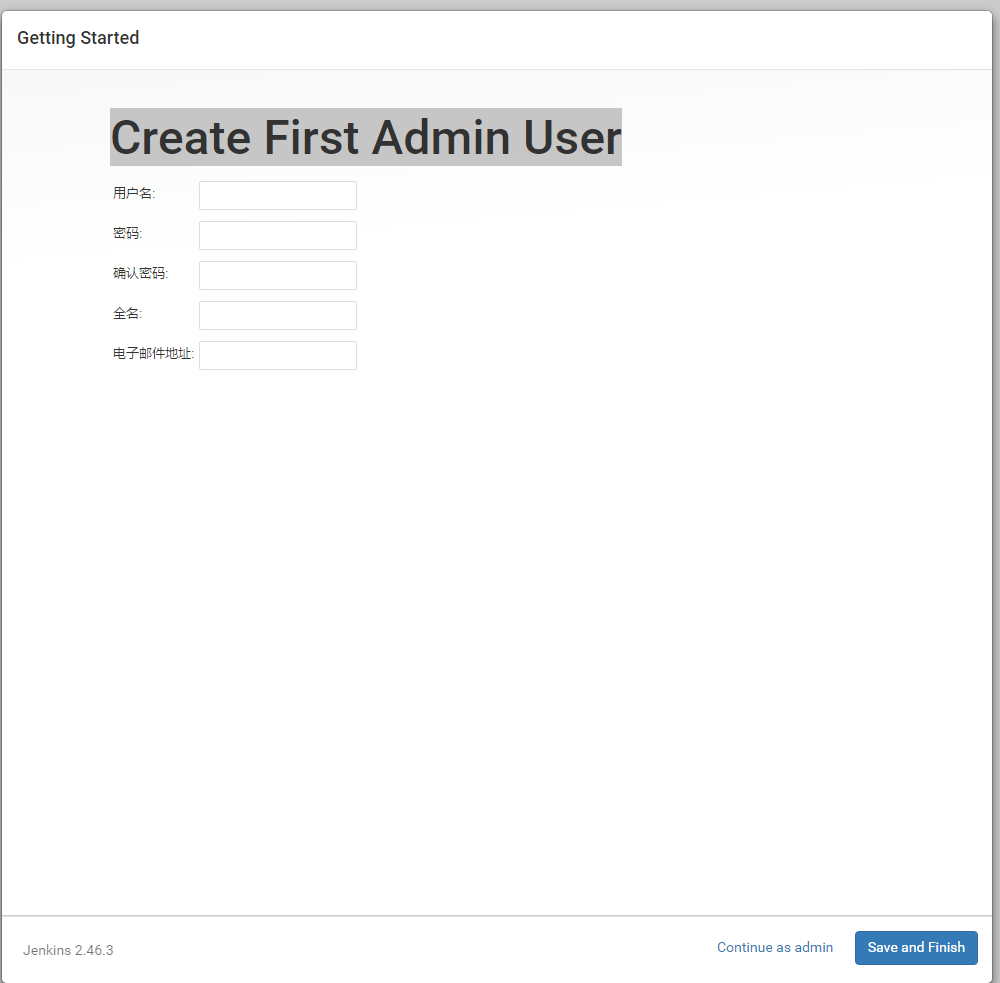 Getting Started
Create First Admin User
用户名:
密码:
确认密码:
全名:
电子邮件地址:
Jenkins 2.46.3
Continue as admin
Save and Finish